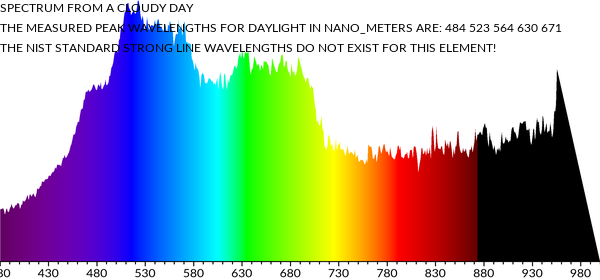 SPECTRUM FROM A CLOUDY DAY
THE MEASURED PEAK WAVELENGTHS FOR DAYLIGHT IN NANO_METERS ARE: 484 523 564 630 671
THE NIST STANDARD STRONG LINE WAVELENGTHS DO NOT EXIST FOR THIS ELEMENT!
30 430 480 530 580 630 680 730 780 830 880 930 980